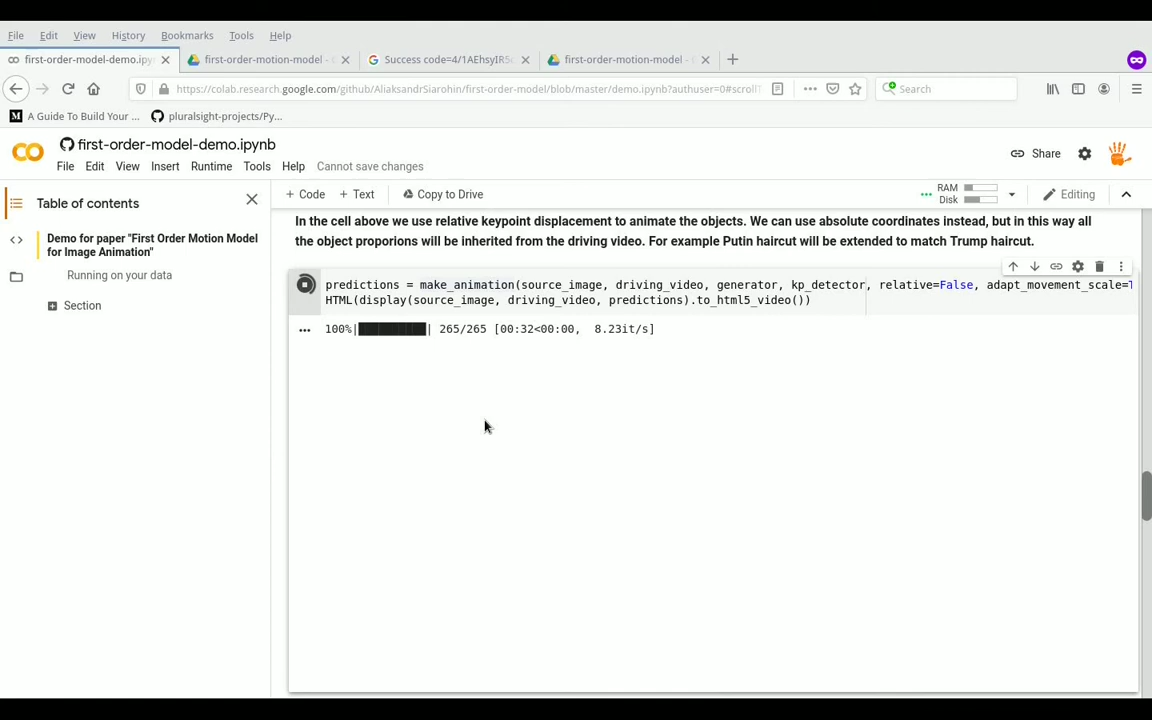 File Edit View History Bookmarks Tools Help
first-order-model-demo.ipy
first-order-motion-model -
Success code=4/1AEhsyIR5
first-order-motion-model -
https://colab.research.google.com/github/AliaksandrSiarohin/first-order-model/blob/master/demo.ipynb?authuser=0#scrollT
Search
A Guide To Build Your ...
pluralsight-projects/Py...
first-order-model-demo.ipynb
File Edit View Insert Runtime Tools Help Cannot save changes
Share
Table of contents
+ Code + Text Copy to Drive
RAM
Disk
Editing
Demo for paper "First Order Motion Model
for Image Animation"
Running on your data
Section
In the cell above we use relative keypoint displacement to animate the objects. We can use absolute coordinates instead, but in this way all
the object proporions will be inherited from the driving video. For example Putin haircut will be extended to match Trump haircut.
predictions = make_animation(source_image, driving_video, generator, kp_detector, relative=False, adapt_movement_scale=T
HTML(display(source_image, driving_video, predictions).to_html5_video())
100%|██████████| 265/265 [00:32<00:00, 8.23it/s]